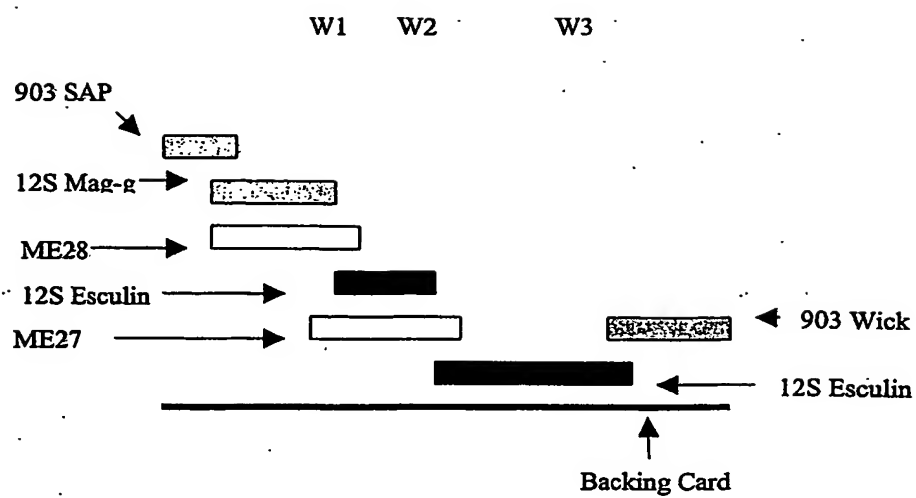 W1 W2 W3
903 SAP
12S Mag-g
ME28
12S Esculin
ME27
903 Wick
12S Esculin
Backing Card